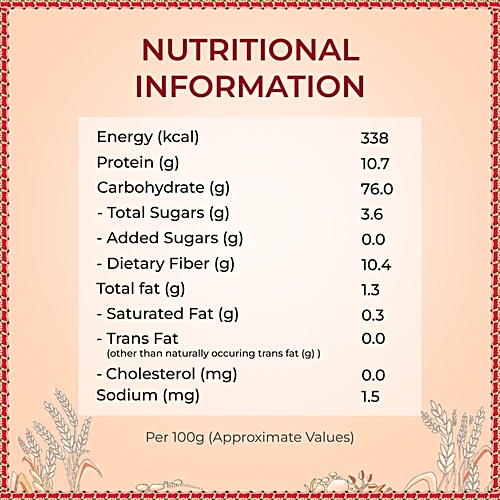 NUTRITIONAL
INFORMATION
Energy (kcal) 338
Protein (g) 10.7
Carbohydrate (g) 76.0
- Total Sugars (g) 3.6
- Added Sugars (g) 0.0
- Dietary Fiber (g) 10.4
Total fat (g) 1.3
- Saturated Fat (g) 0.3
- Trans Fat 0.0
(other than naturally occuring trans fat (g) )
- Cholesterol (mg) 0.0
Sodium (mg) 1.5
Per 100g (Approximate Values)